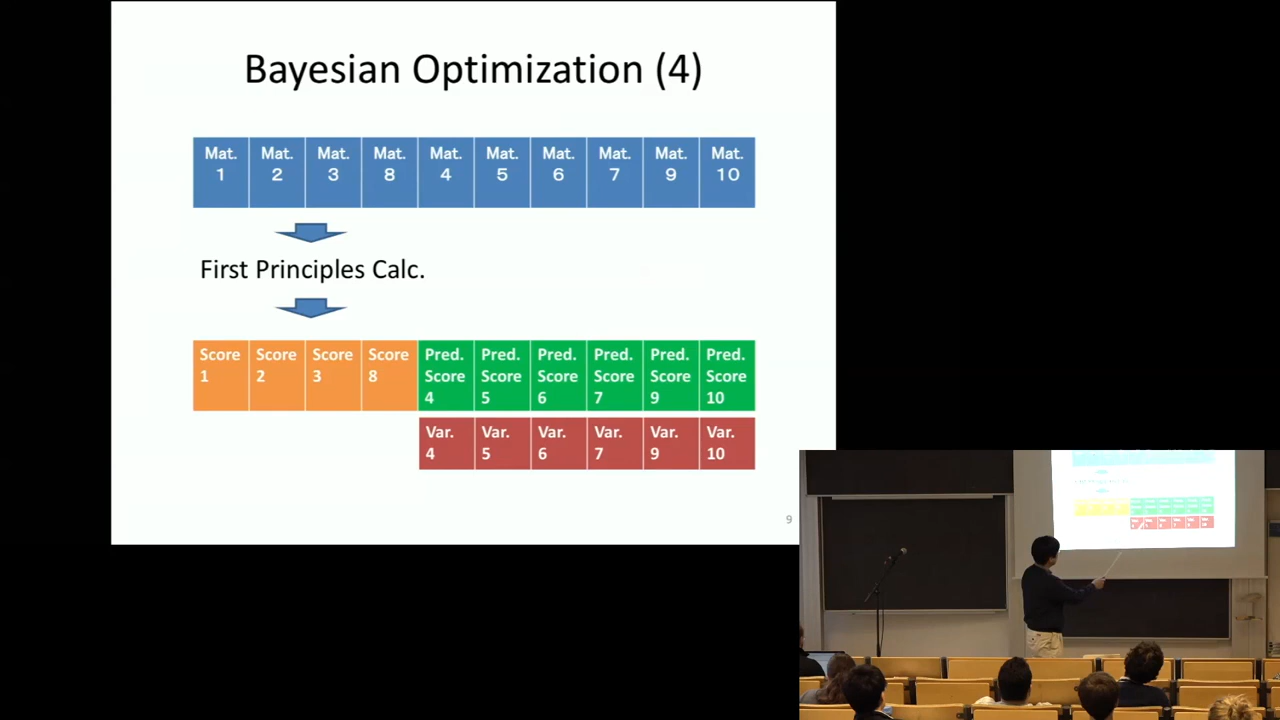 Bayesian Optimization (4)
Mat. Mat. Mat. Mat. Mat. Mat. Mat. Mat. Mat. Mat.
1 2 3 8 4 5 6 7 9 10
First Principles Calc.
Score Score Score Score Pred. Pred. Pred. Pred. Pred. Pred.
1 2 3 8 Score Score Score Score Score Score
4 5 6 7 9 10
Var. Var. Var. Var. Var. Var.
4 5 6 7 9 10
9